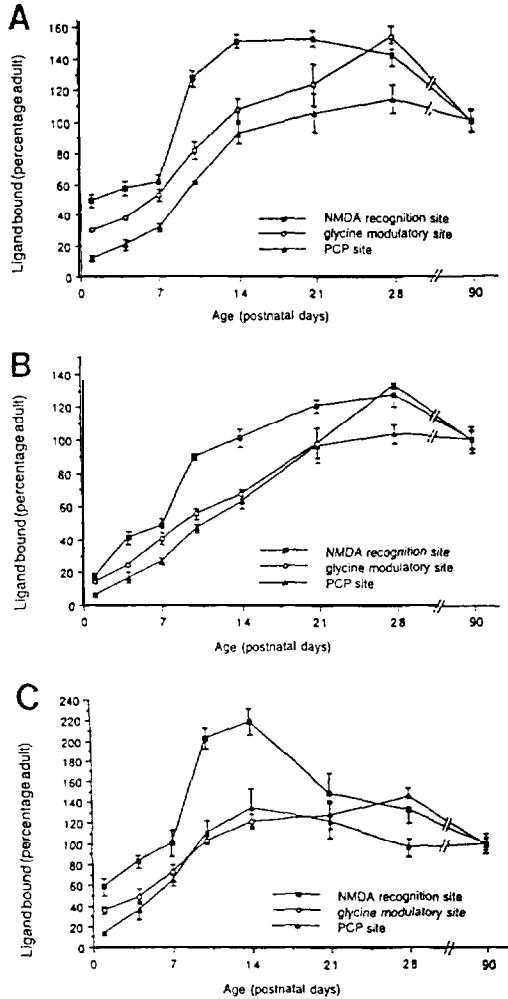 A
160
140
120
100
80
60
40
20
0
Ligand bound (percentage adult)
NMDA recognition site
glycine modulatory site
PCP site
0 7 14 21 28 90
Age (postnatal days)
B
140
120
100
80
60
40
20
0
Ligand bound (percentage adult)
NMDA recognition site
glycine modulatory site
PCP site
0 7 14 21 28 90
Age (postnatal days)
C
240
220
200
180
160
140
120
100
80
60
40
20
0
Ligand bound (percentage adult)
NMDA recognition site
glycine modulatory site
PCP site
0 7 14 21 28 90
Age (postnatal days)